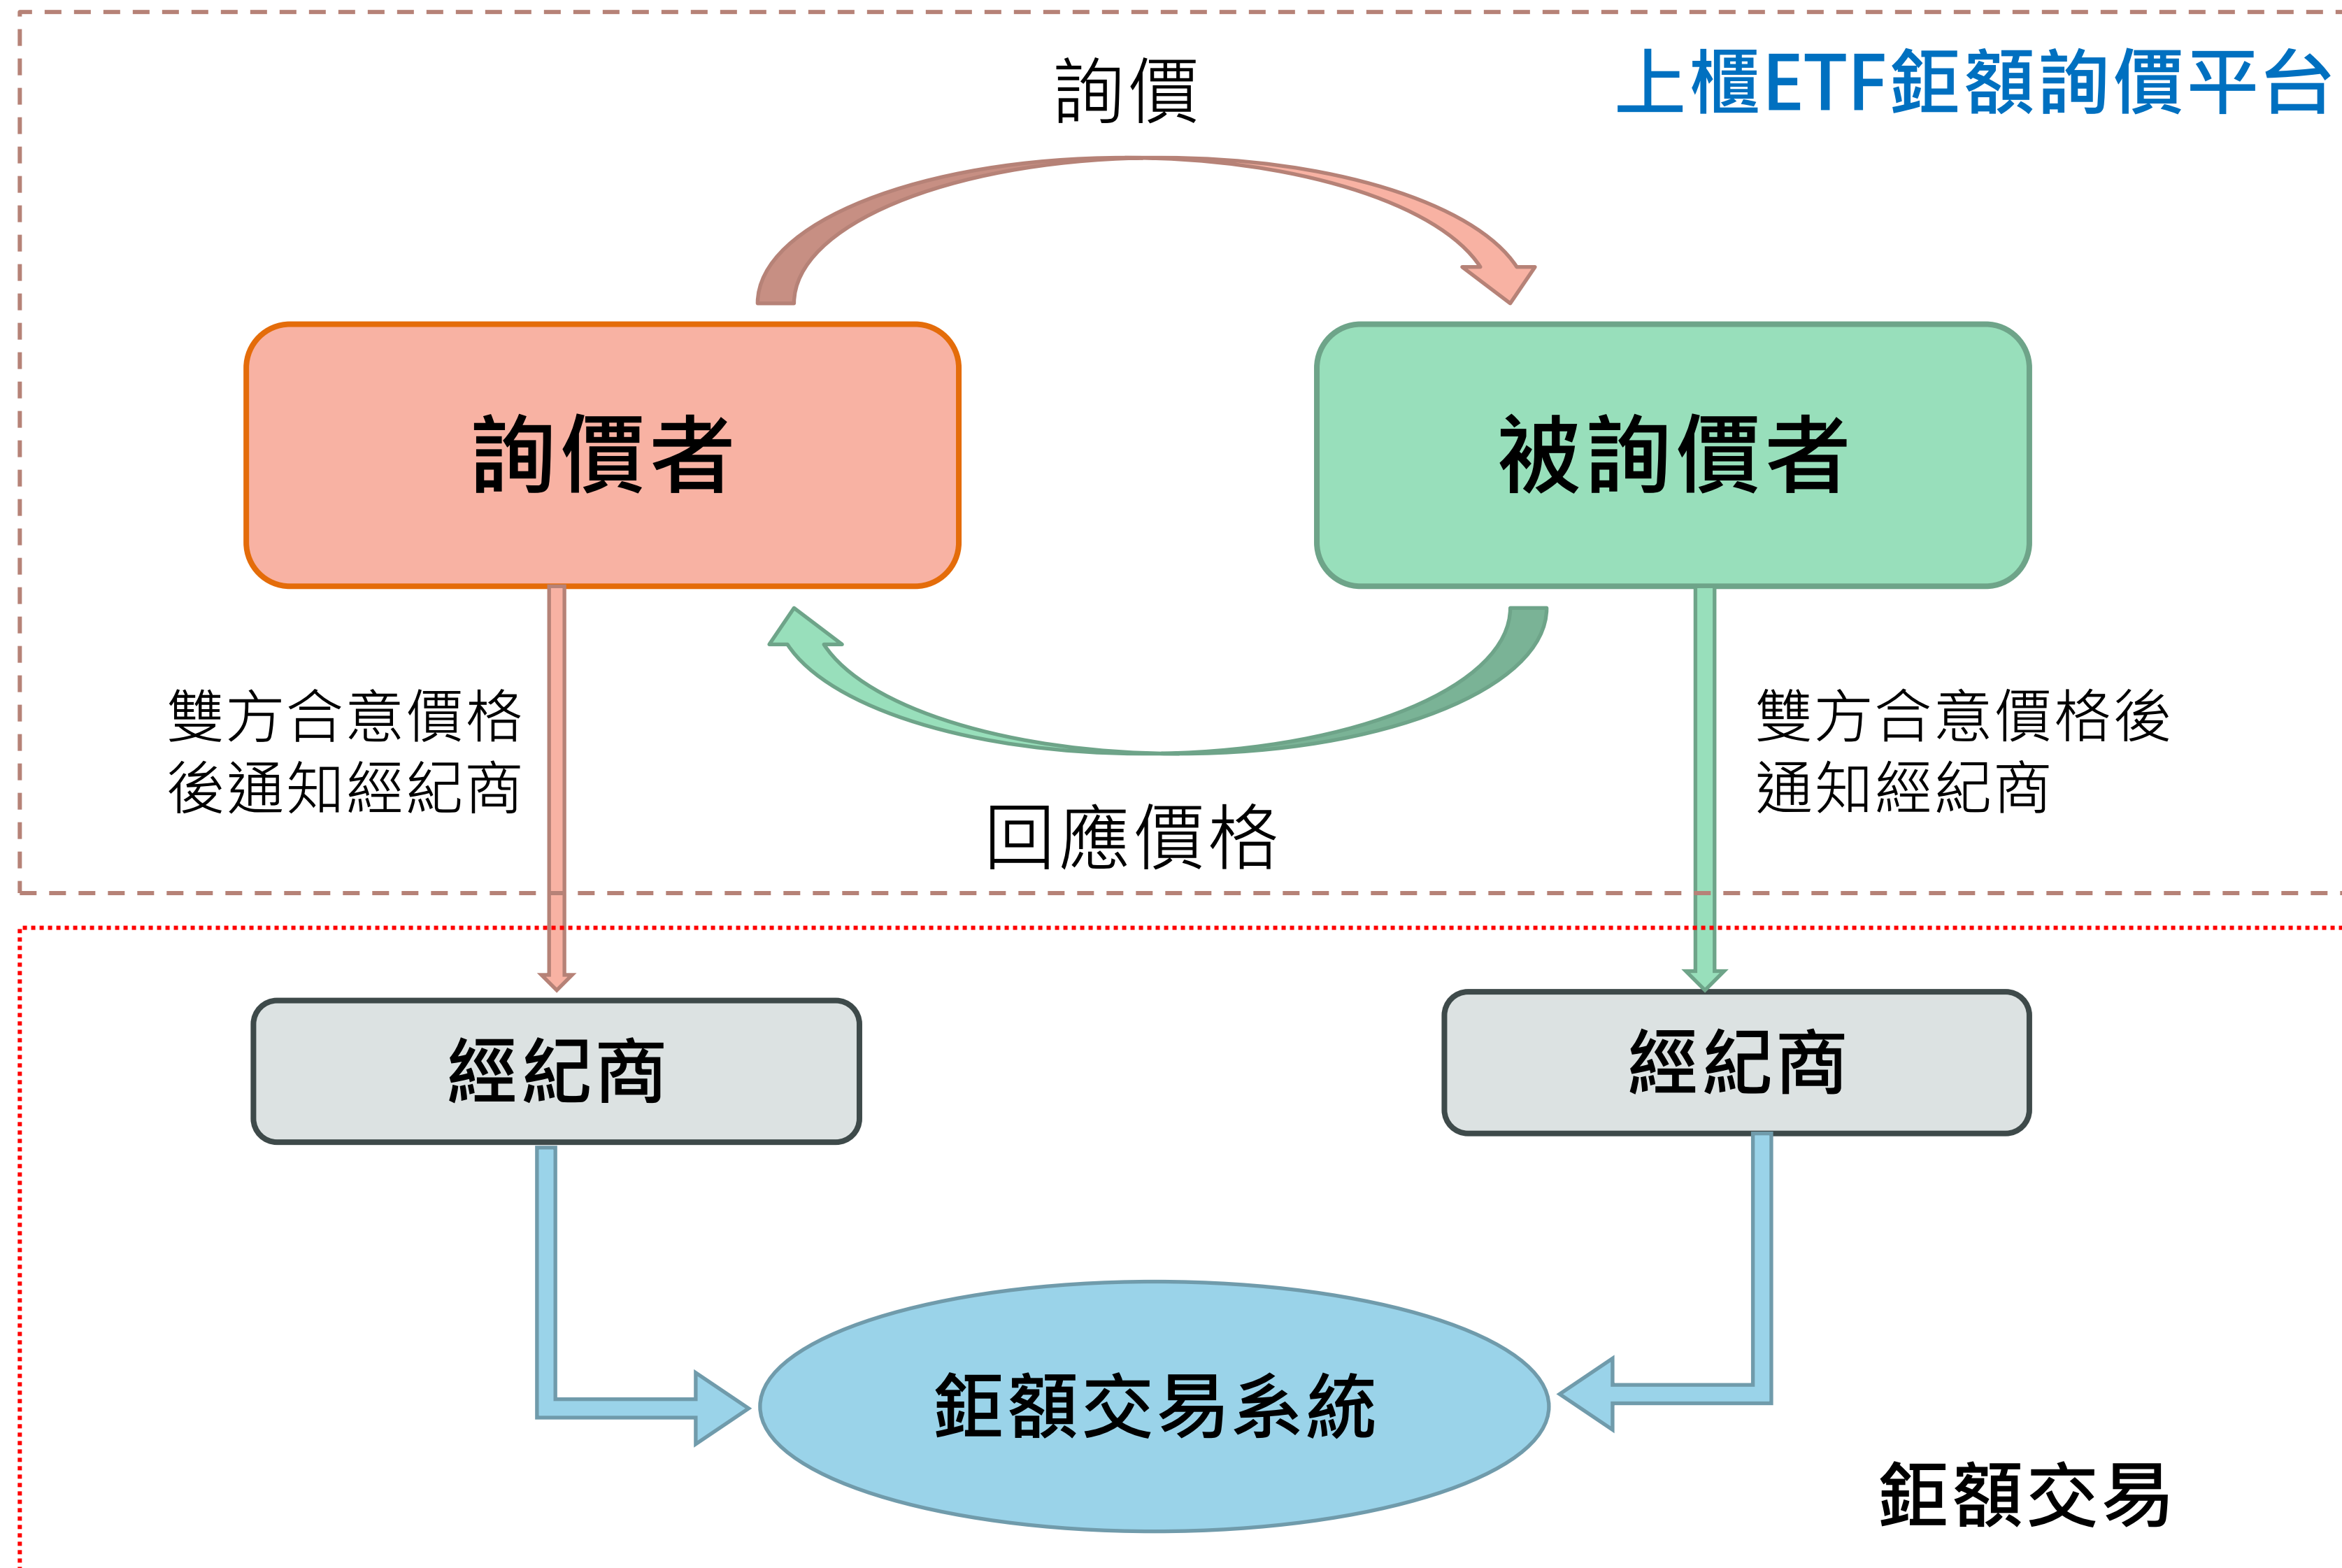 上櫃ETF鉅額詢價平台
詢價
詢價者
被詢價者
雙方合意價格
後通知經紀商
雙方合意價格後
通知經紀商
回應價格
經紀商
經紀商
鉅額交易系統
鉅額交易